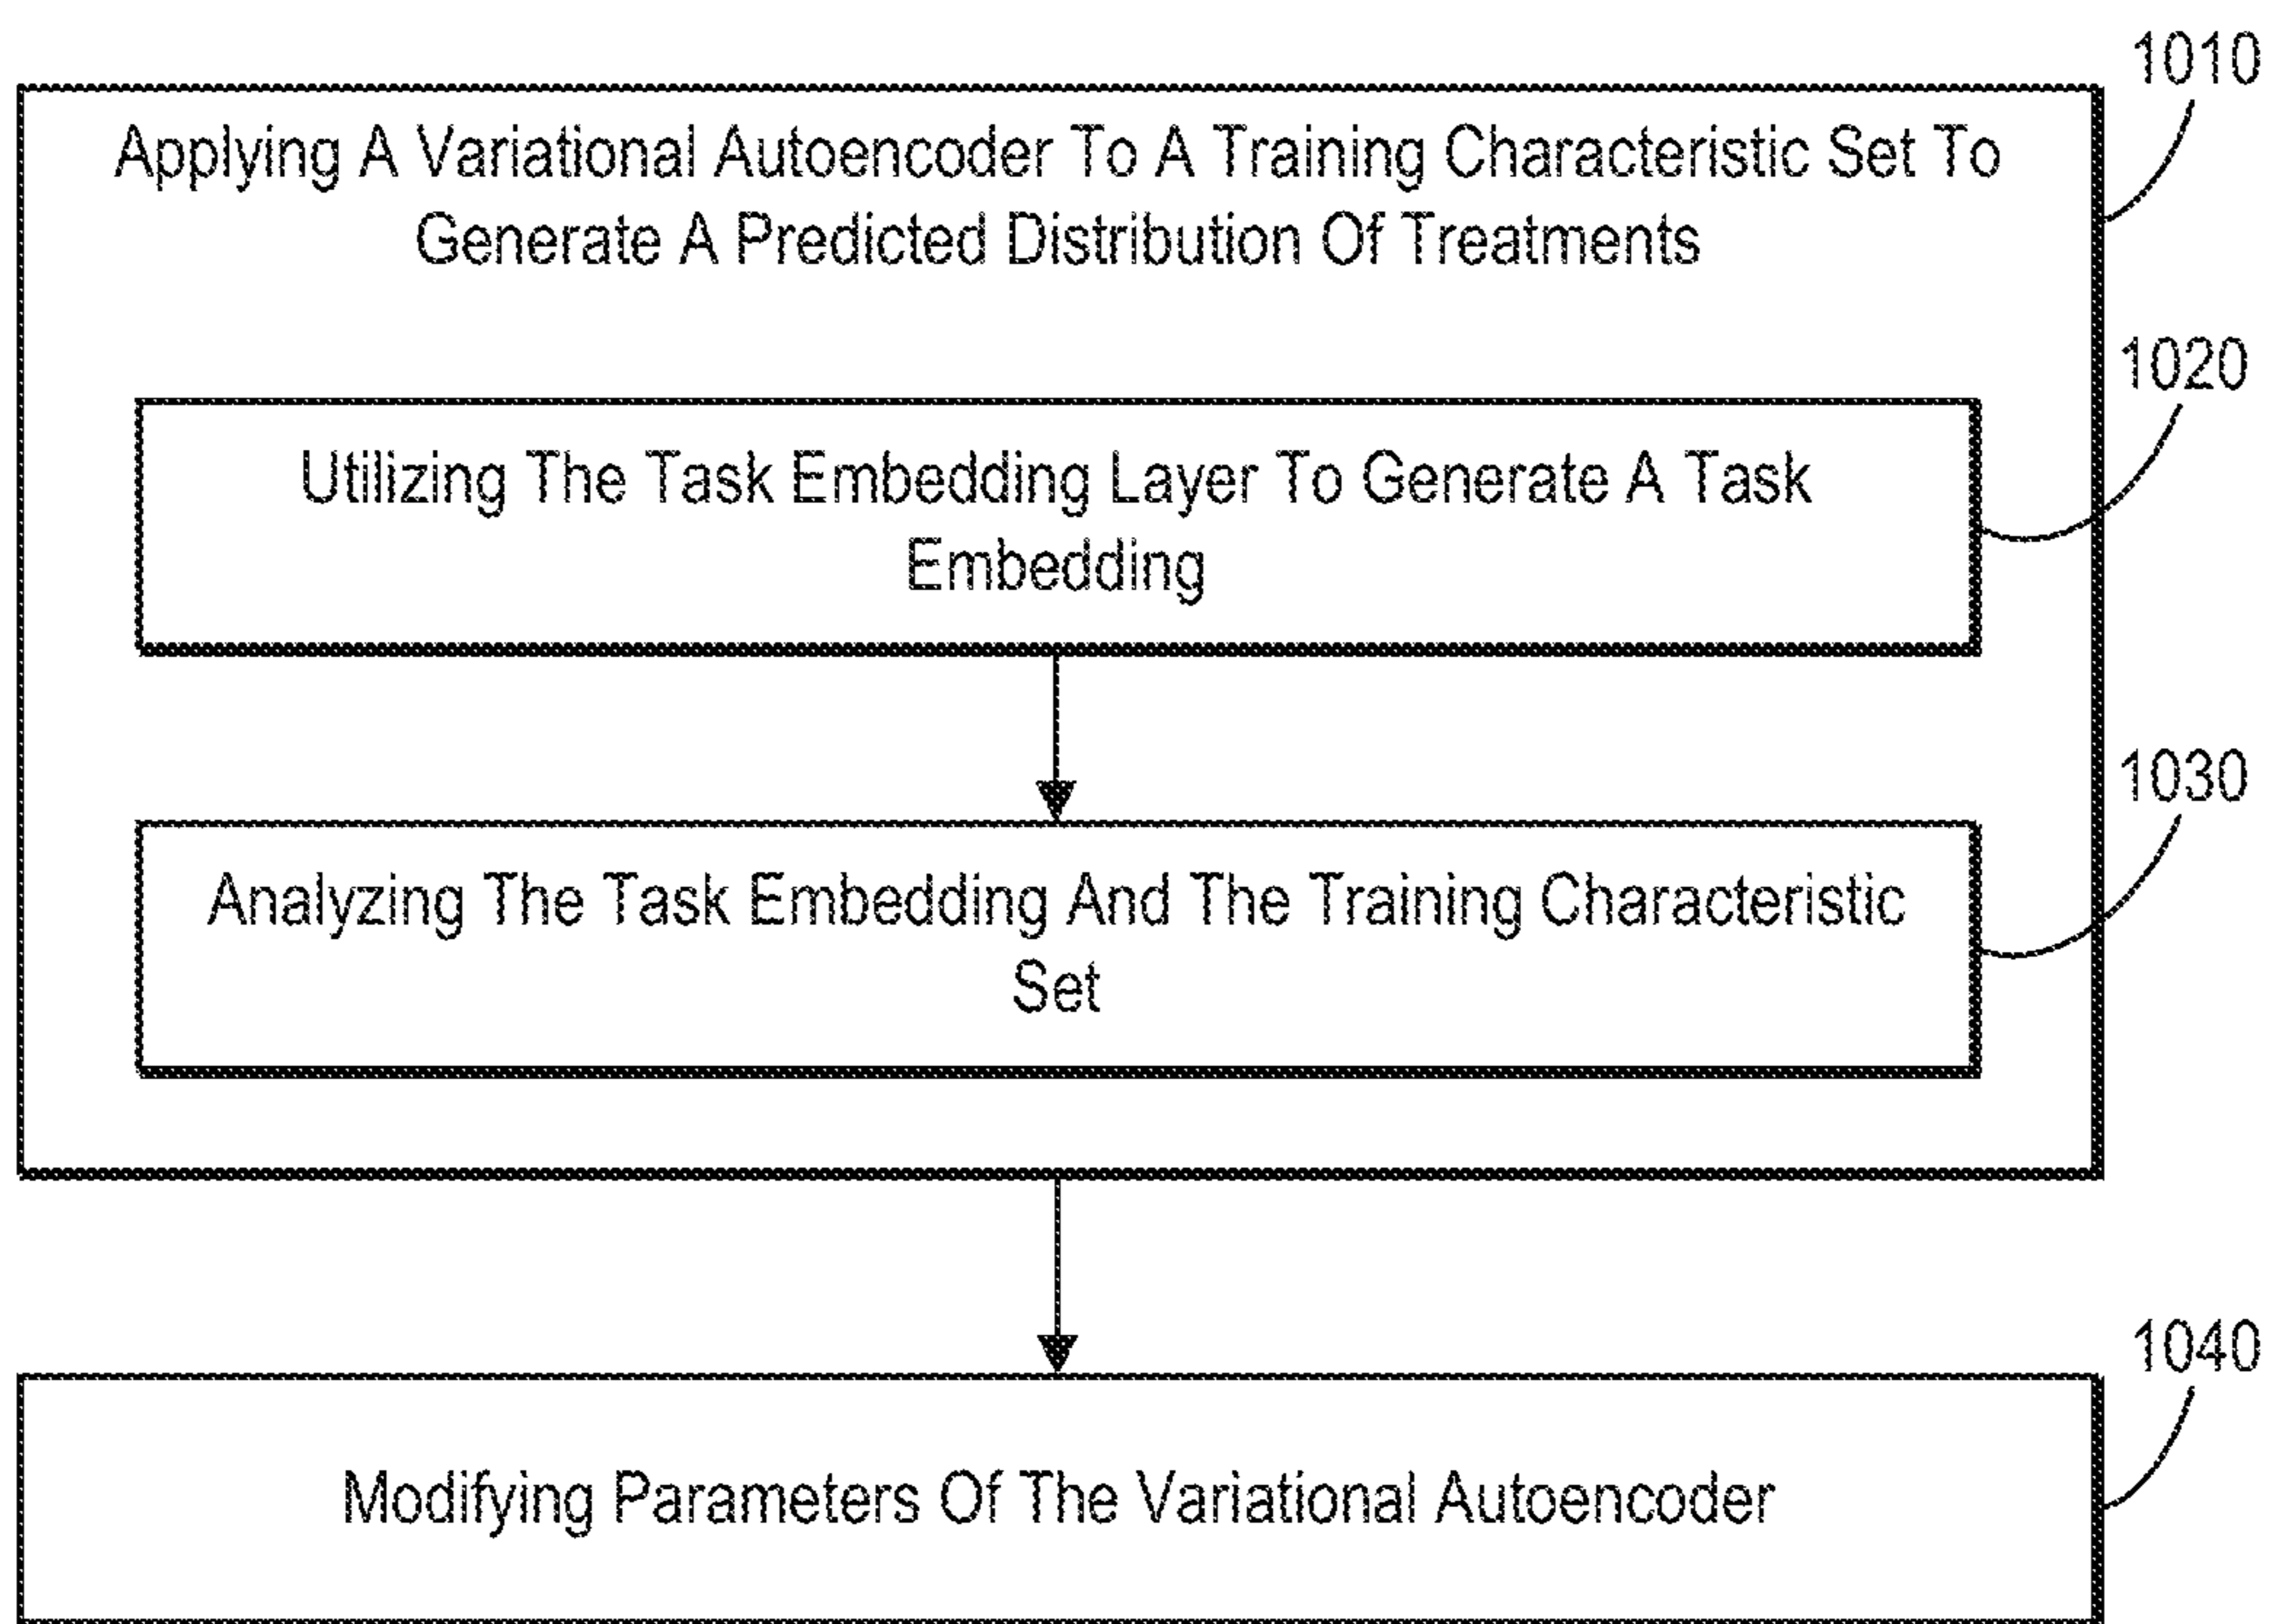 1010
Applying A Variational Autoencoder To A Training Characteristic Set To
Generate A Predicted Distribution Of Treatments
1020
Utilizing The Task Embedding Layer To Generate A Task
Embedding
1030
Analyzing The Task Embedding And The Training Characteristic
Set
1040
Modifying Parameters Of The Variational Autoencoder